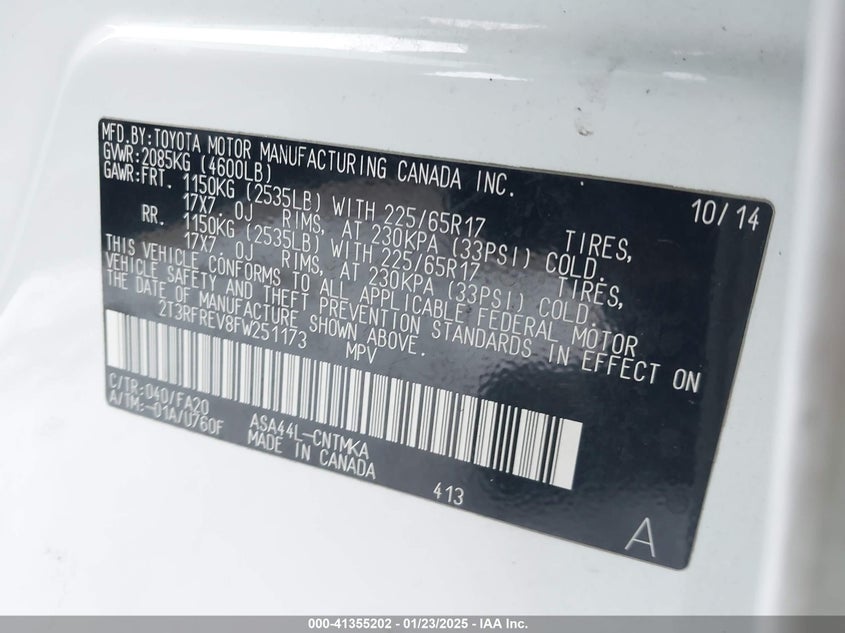 MFD.BY:TOYOTA MOTOR MANUFACTURING CANADA INC.
GVWR:2085KG (4600LB) 10/14
GAWR:FRT. 1150KG (2535LB) WITH 225/65R17 TIRES,
17X7.0J RIMS, AT 230KPA (33PSI) COLD.
RR. 1150KG (2535LB) WITH 225/65R17 TIRES,
17X7.0J RIMS, AT 230KPA (33PSI) COLD.
THIS VEHICLE CONFORMS TO ALL APPLICABLE FEDERAL MOTOR
VEHICLE SAFETY AND THEFT PREVENTION STANDARDS IN EFFECT ON
THE DATE OF MANUFACTURE SHOWN ABOVE.
2T3RFREV8FW251173 MPV
C/TR:040/FA20 ASA44L-CNTMKA
A/TM:-01A/U760F MADE IN CANADA
413
A
000-41355202 - 01/23/2025 - IAA Inc.